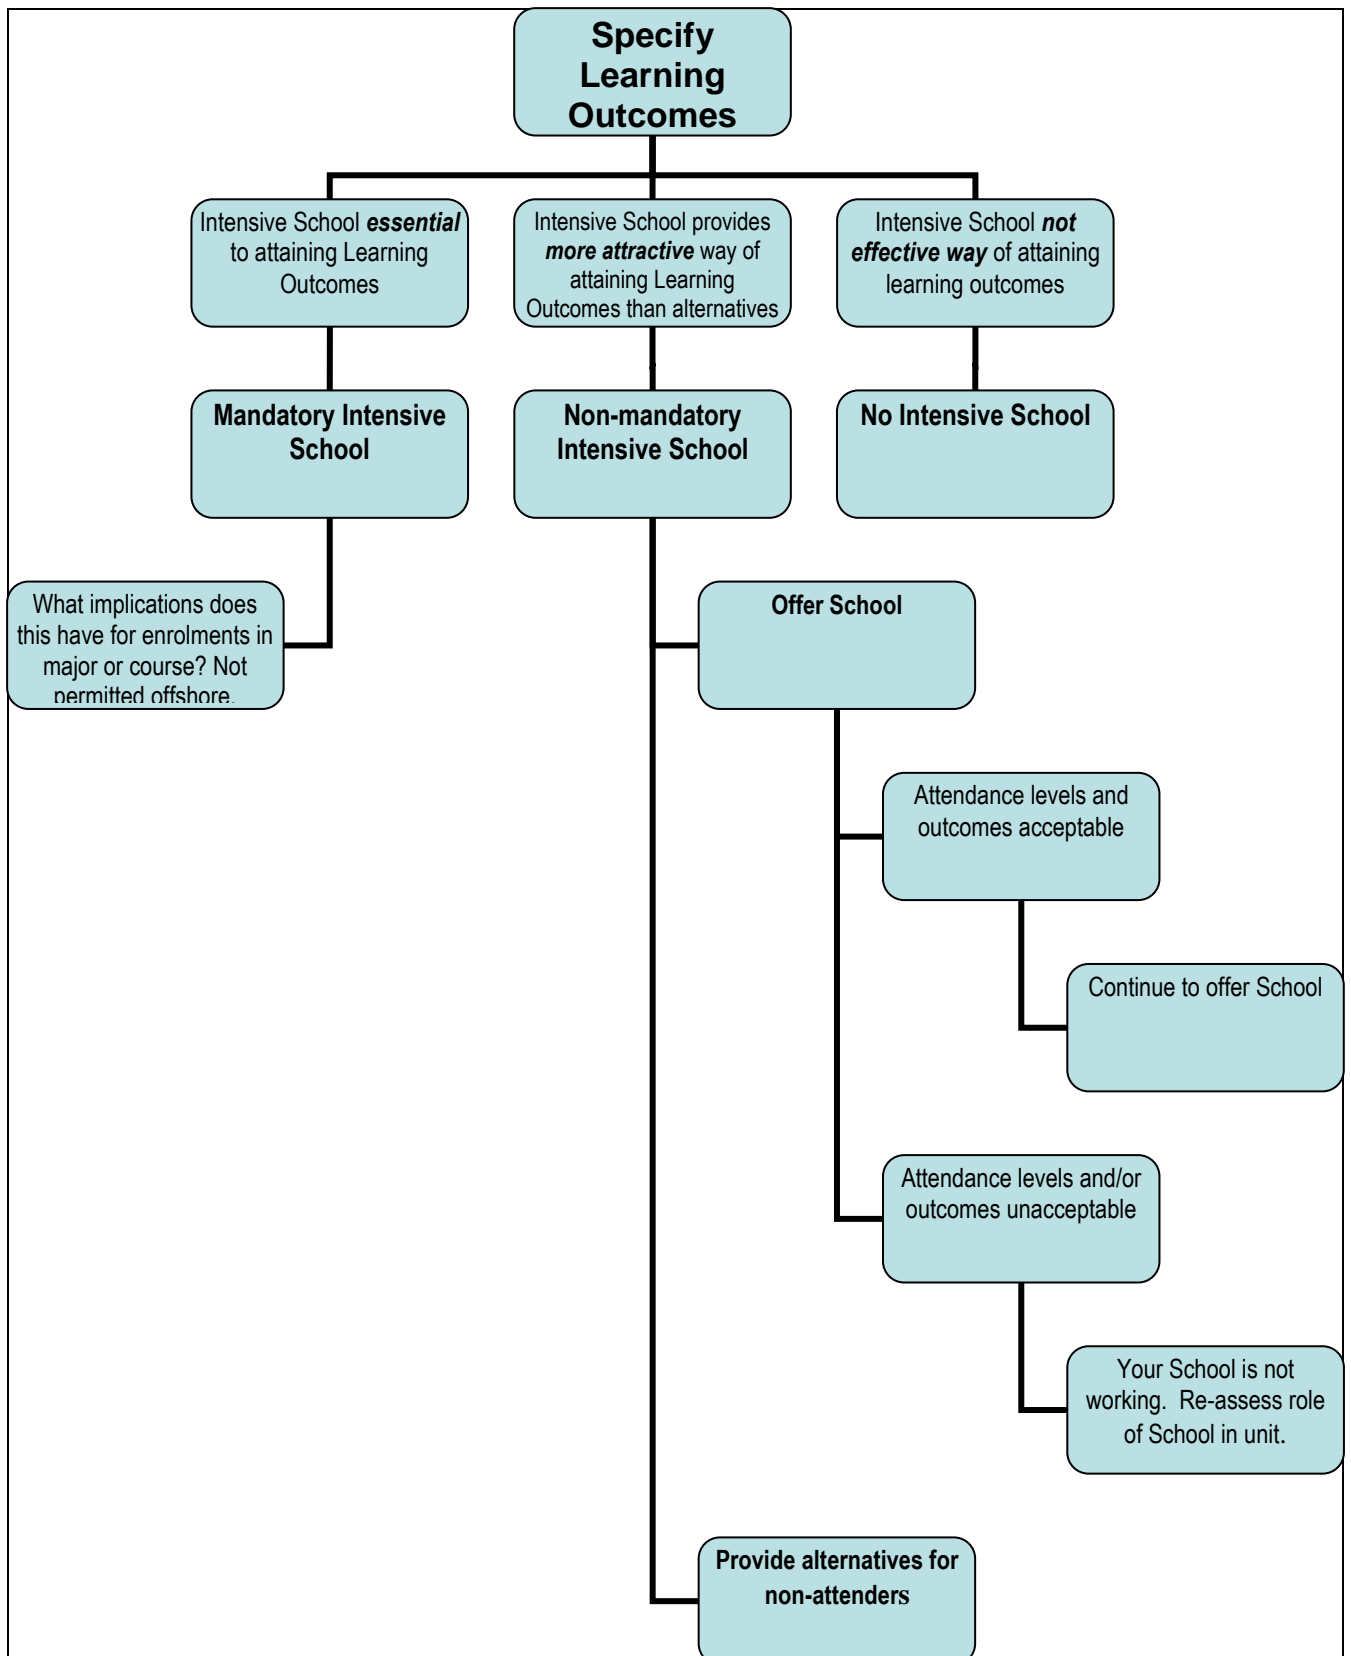 Specify
Learning
Outcomes
Intensive School essential
to attaining Learning
Outcomes
Intensive School provides
more attractive way of
attaining Learning
Outcomes than alternatives
Intensive School not
effective way of attaining
learning outcomes
Mandatory Intensive
School
Non-mandatory
Intensive School
No Intensive School
What implications does
this have for enrolments in
major or course? Not
permitted offshore.
Offer School
Attendance levels and
outcomes acceptable
Continue to offer School
Attendance levels and/or
outcomes unacceptable
Your School is not
working.  Re-assess role
of School in unit.
Provide alternatives for
non-attenders